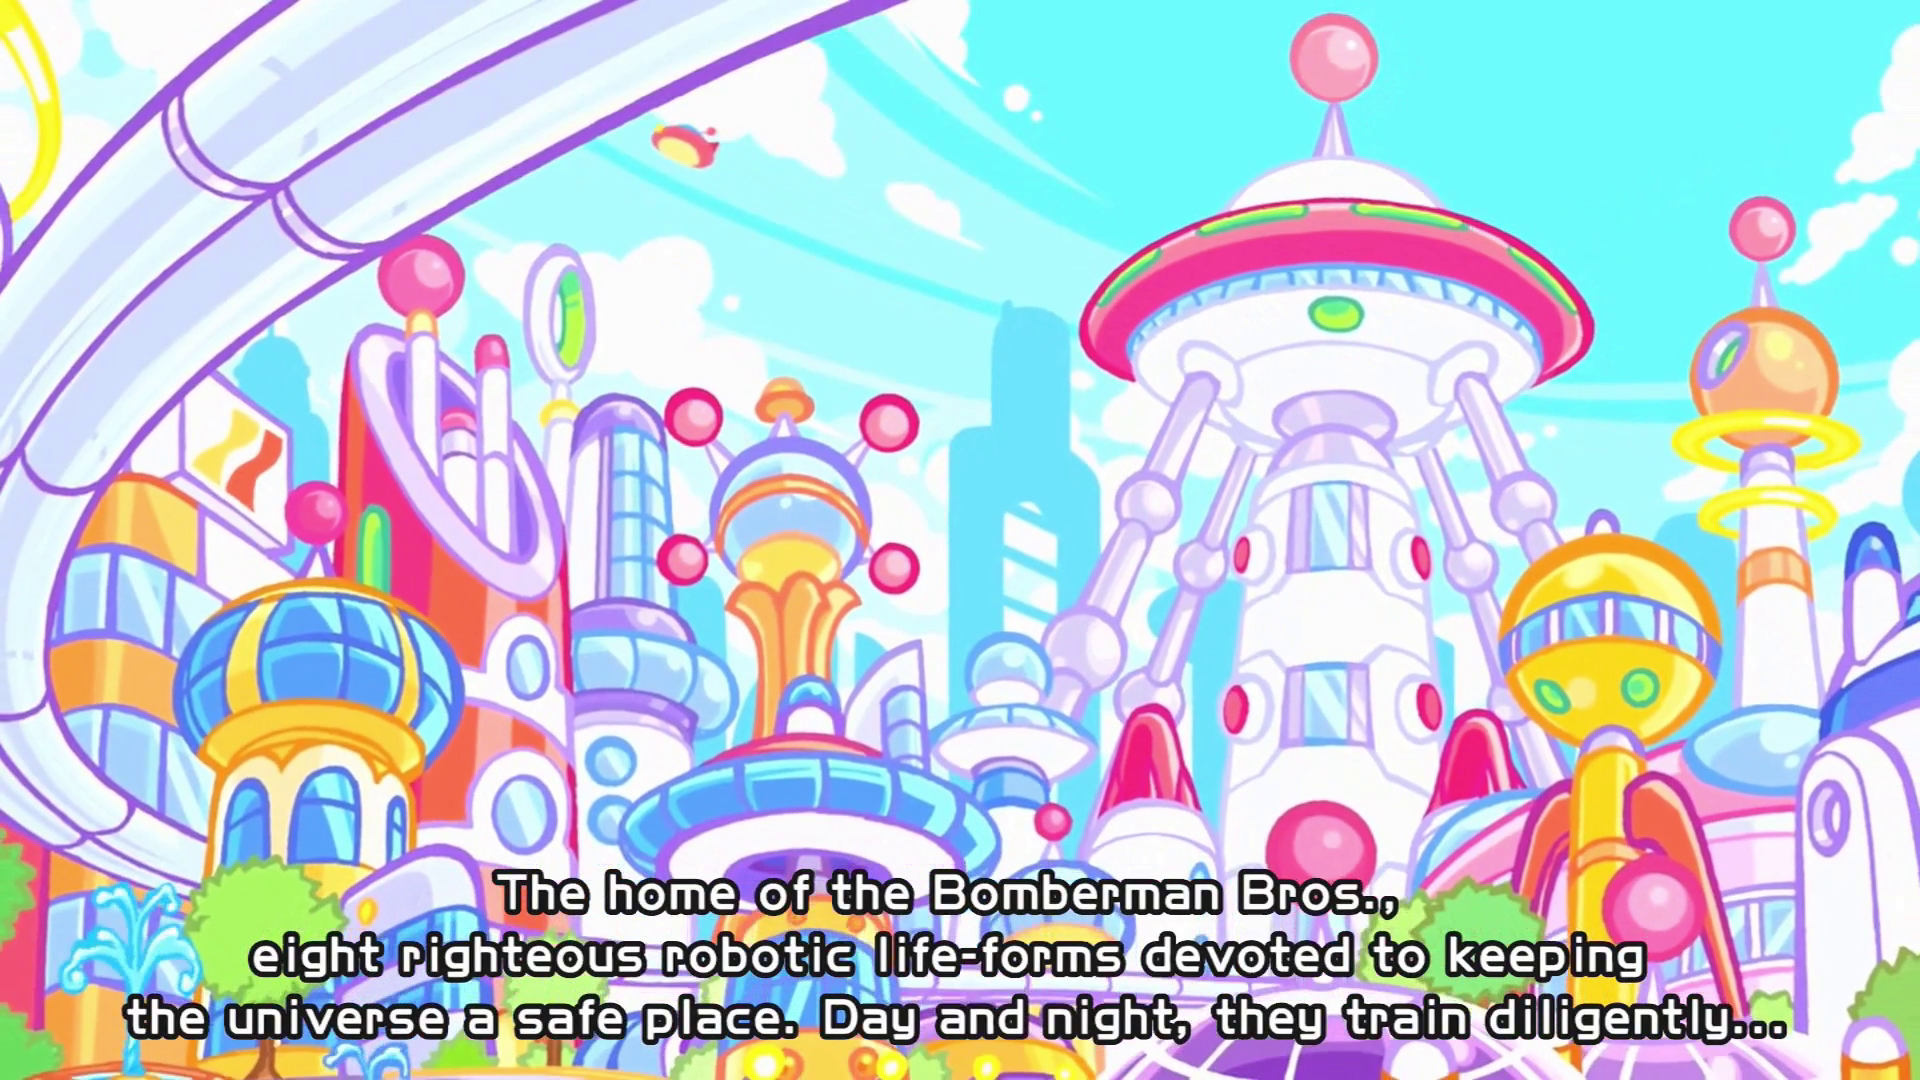 The home of the Bomberman Bros.,
eight righteous robotic life-forms devoted to keeping
the universe a safe place. Day and night, they train diligently...